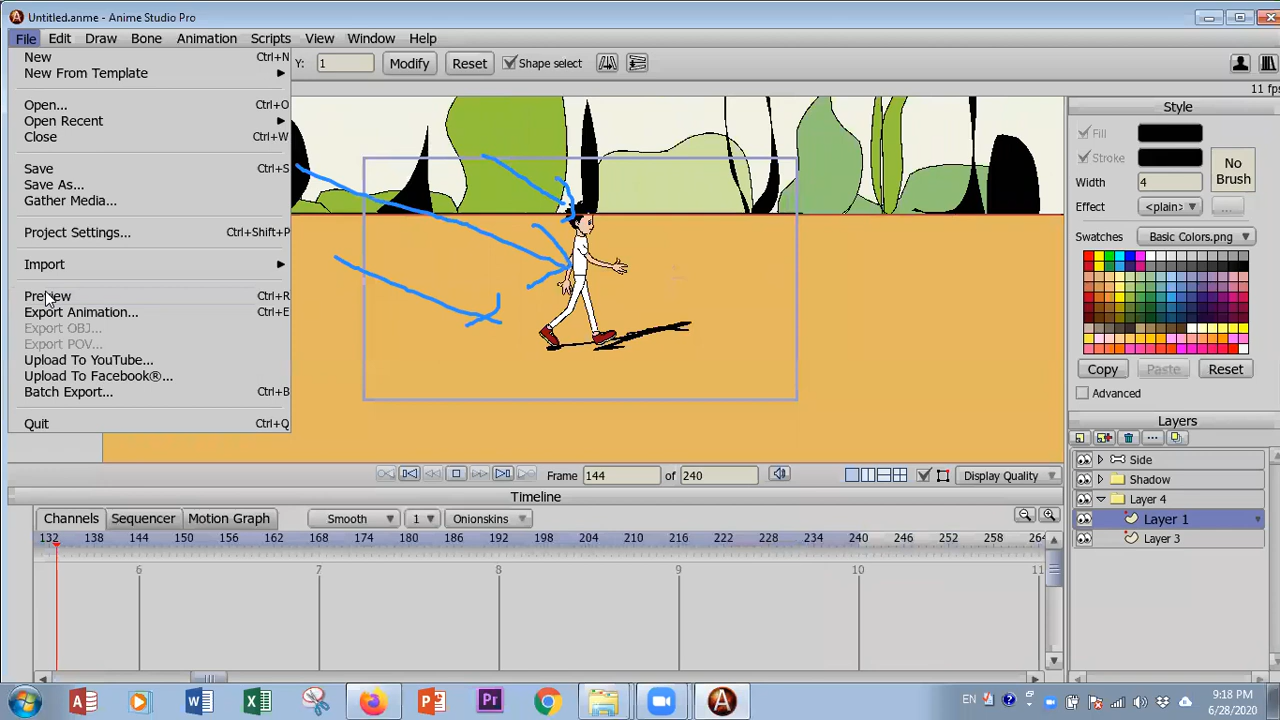 Untitled.anme - Anime Studio Pro
File Edit Draw Bone Animation Scripts View Window Help
Y: 1 Modify Reset Shape select
11 fps
New Ctrl+N
New From Template
Open... Ctrl+O
Open Recent
Close Ctrl+W
Save Ctrl+S
Save As...
Gather Media...
Project Settings... Ctrl+Shift+P
Import
Preview Ctrl+R
Export Animation... Ctrl+E
Export OBJ...
Export POV...
Upload To YouTube...
Upload To Facebook®...
Batch Export... Ctrl+B
Quit Ctrl+Q
Style
Fill
Stroke
No Brush
Width 4
Effect <plain> ...
Swatches Basic Colors.png
Copy Paste Reset
Advanced
Layers
Side
Shadow
Layer 4
Layer 1
Layer 3
Frame 144 of 240 Display Quality
Timeline
Channels Sequencer Motion Graph Smooth 1 Onionskins
132 138 144 150 156 162 168 174 180 186 192 198 204 210 216 222 228 234 240 246 252 258 264
6 7 8 9 10 11
EN 9:18 PM
6/28/2020